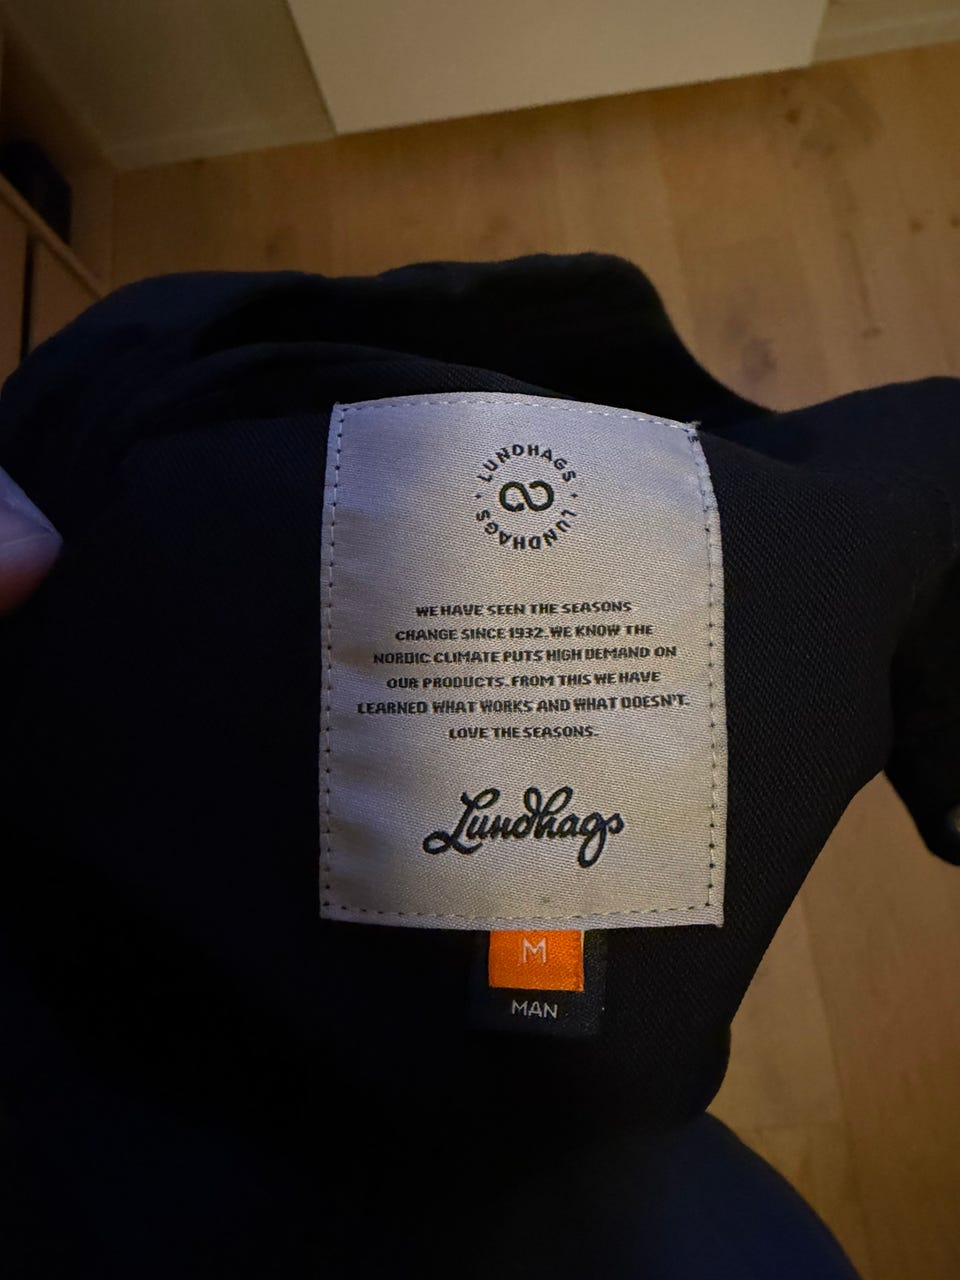 LUNDHAGS · LUNDHAGS ·
WE HAVE SEEN THE SEASONS
CHANGE SINCE 1932. WE KNOW THE
NORDIC CLIMATE PUTS HIGH DEMAND ON
OUR PRODUCTS. FROM THIS WE HAVE
LEARNED WHAT WORKS AND WHAT DOESN'T.
LOVE THE SEASONS.
Lundhags
M
MAN